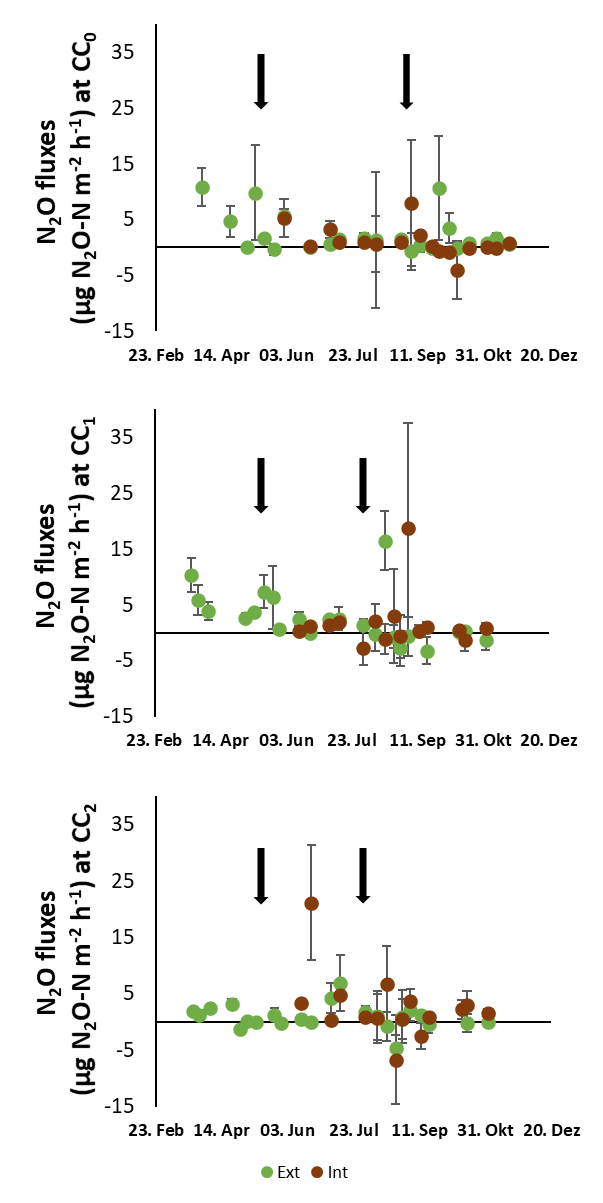 N₂O fluxes
(µg N₂O-N m⁻² h⁻¹) at CC₀
35
25
15
5
-5
-15
23. Feb 14. Apr 03. Jun 23. Jul 11. Sep 31. Okt 20. Dez
N₂O fluxes
(µg N₂O-N m⁻² h⁻¹) at CC₁
35
25
15
5
-5
-15
23. Feb 14. Apr 03. Jun 23. Jul 11. Sep 31. Okt 20. Dez
N₂O fluxes
(µg N₂O-N m⁻² h⁻¹) at CC₂
35
25
15
5
-5
-15
23. Feb 14. Apr 03. Jun 23. Jul 11. Sep 31. Okt 20. Dez
Ext Int